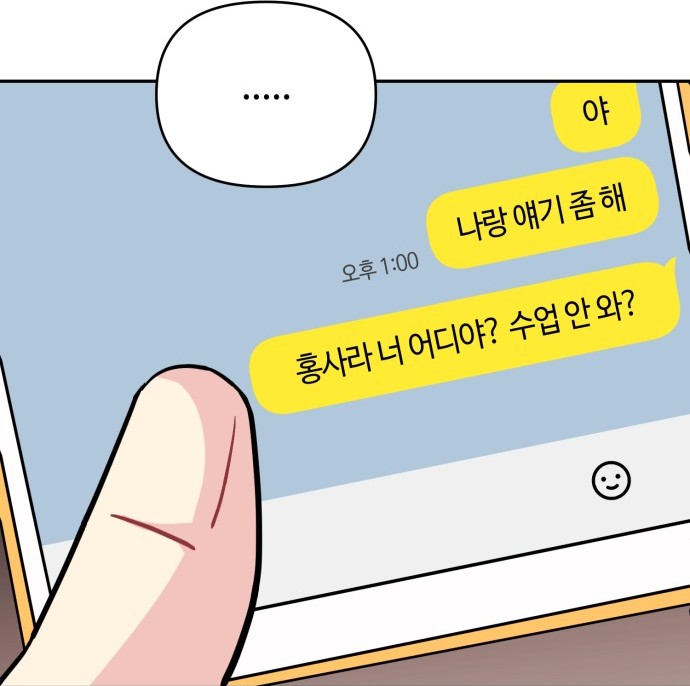 .....
야
나랑 얘기 좀 해
오후 1:00
홍사라 너 어디야? 수업 안 와?